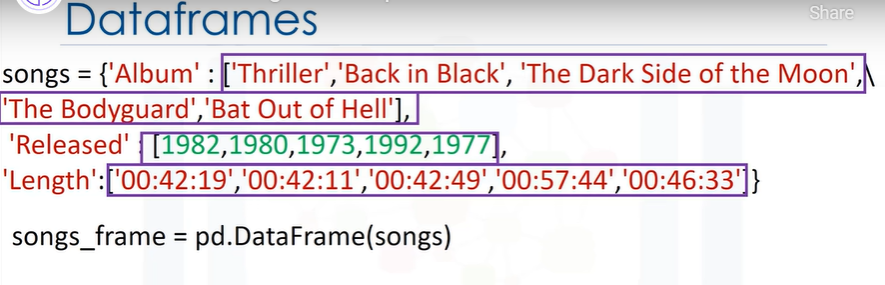 Dataframes
Share
songs = {'Album' : ['Thriller','Back in Black', 'The Dark Side of the Moon',\
'The Bodyguard','Bat Out of Hell'],
'Released' : [1982,1980,1973,1992,1977],
'Length':['00:42:19','00:42:11','00:42:49','00:57:44','00:46:33']}
songs_frame = pd.DataFrame(songs)